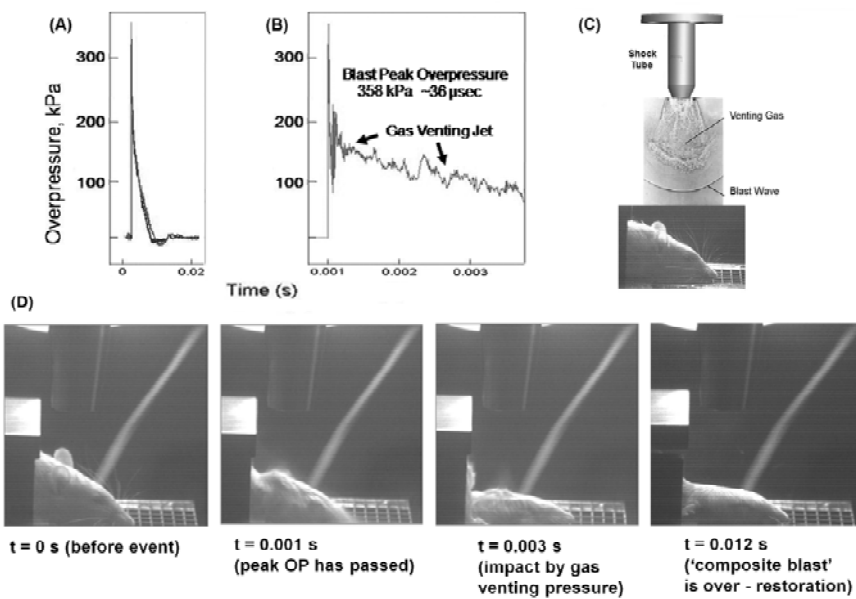 (A)
(B)
(C)
Overpressure, kPa
300
200
100
0
0.02
300
200
100
Blast Peak Overpressure
358 kPa ~36 µsec
Gas Venting Jet
0.001
0.002
0.003
Time (s)
Shock
Tube
Venting Gas
Blast Wave
(D)
t = 0 s (before event)
t = 0.001 s
(peak OP has passed)
t = 0.003 s
(impact by gas
venting pressure)
t = 0.012 s
(‘composite blast’
is over - restoration)